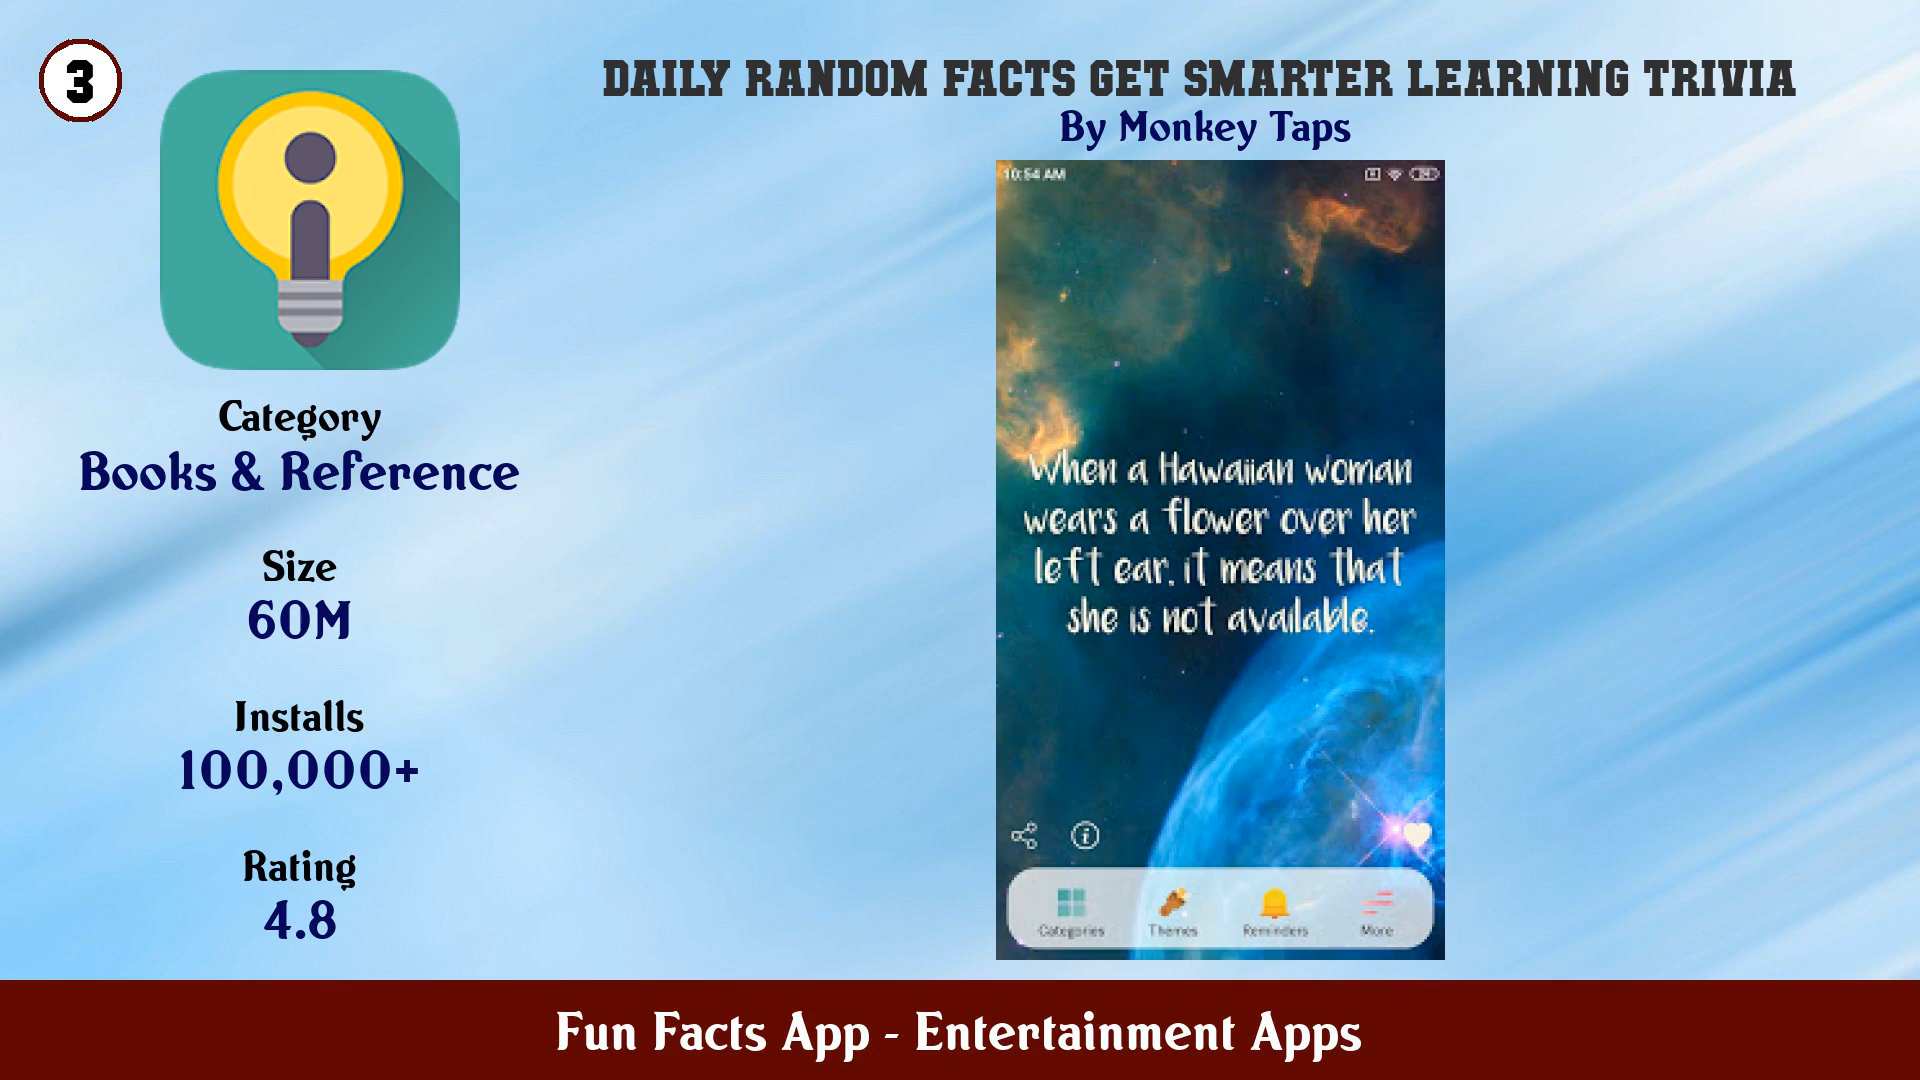 3
DAILY RANDOM FACTS GET SMARTER LEARNING TRIVIA
By Monkey Taps
Category
Books & Reference
Size
60M
Installs
100,000+
Rating
4.8
10:54 AM
When a Hawaiian woman
wears a flower over her
left ear, it means that
she is not available.
Categories Themes Reminders More
Fun Facts App - Entertainment Apps